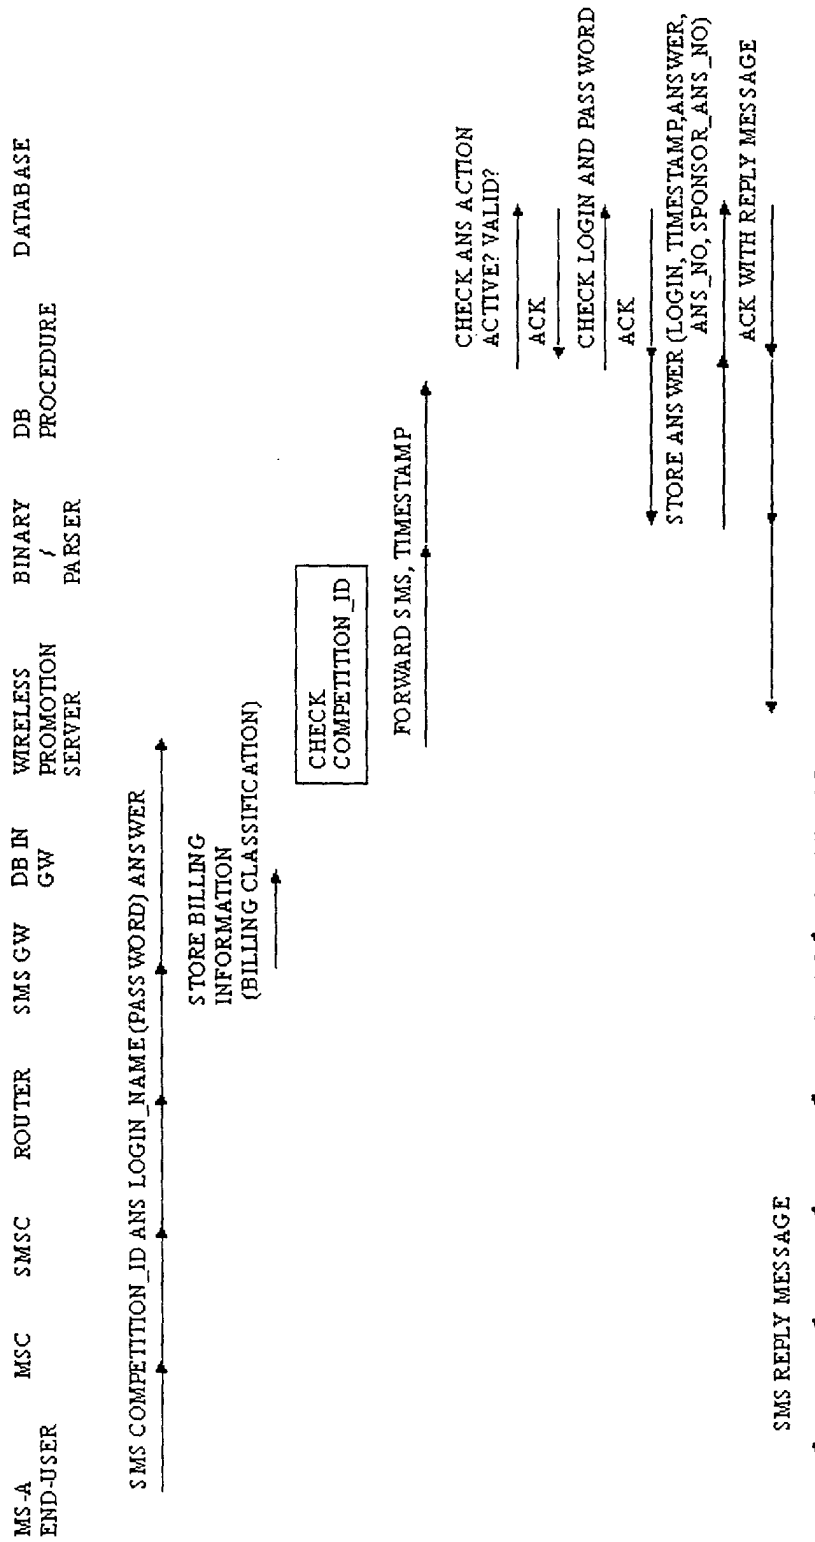 MS-A
END-USER
MSC
SMSC
ROUTER
SMS GW
DB IN
GW
WIRELESS
PROMOTION
SERVER
BINARY
/
PARSER
DB
PROCEDURE
DATABASE
SMS COMPETITION_ID ANS LOGIN_NAME (PASSWORD) ANSWER
STORE BILLING
INFORMATION
(BILLING CLASSIFICATION)
CHECK
COMPETITION_ID
FORWARD SMS, TIMESTAMP
CHECK ANS ACTION
ACTIVE? VALID?
ACK
CHECK LOGIN AND PASSWORD
ACK
STORE ANSWER (LOGIN, TIMESTAMP,ANSWER,
ANS_NO, SPONSOR_ANS_NO)
ACK WITH REPLY MESSAGE
SMS REPLY MESSAGE